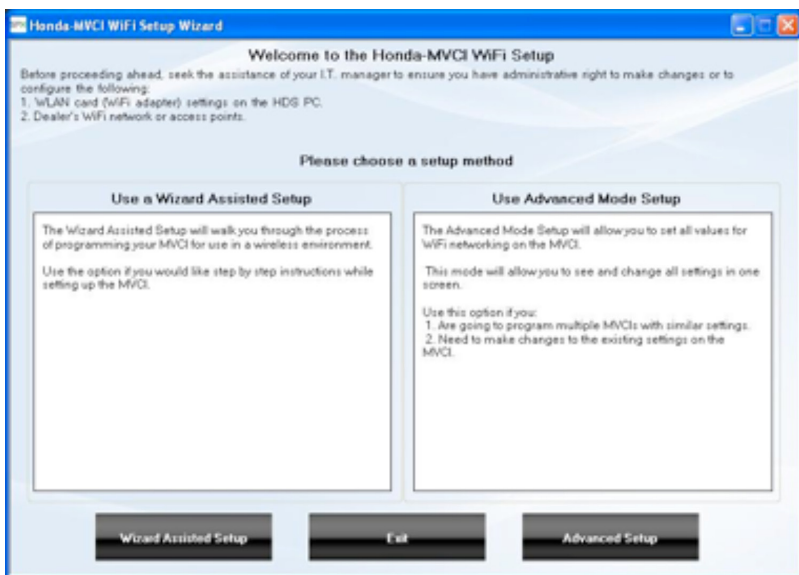 Honda-MVCI WiFi Setup Wizard
Welcome to the Honda-MVCI WiFi Setup
Before proceeding ahead, seek the assistance of your I.T. manager to ensure you have administrative right to make changes or to
configure the following:
1. WLAN card (WiFi adapter) settings on the HDS PC.
2. Dealer's WiFi network or access points.
Please choose a setup method
Use a Wizard Assisted Setup
The Wizard Assisted Setup will walk you through the process
of programming your MVCI for use in a wireless environment.
Use the option if you would like step by step instructions while
setting up the MVCI.
Use Advanced Mode Setup
The Advanced Mode Setup will allow you to set all values for
WiFi networking on the MVCI.
This mode will allow you to see and change all settings in one
screen.
Use this option if you:
1. Are going to program multiple MVCIs with similar settings.
2. Need to make changes to the existing settings on the
MVCI.
Wizard Assisted Setup
Exit
Advanced Setup